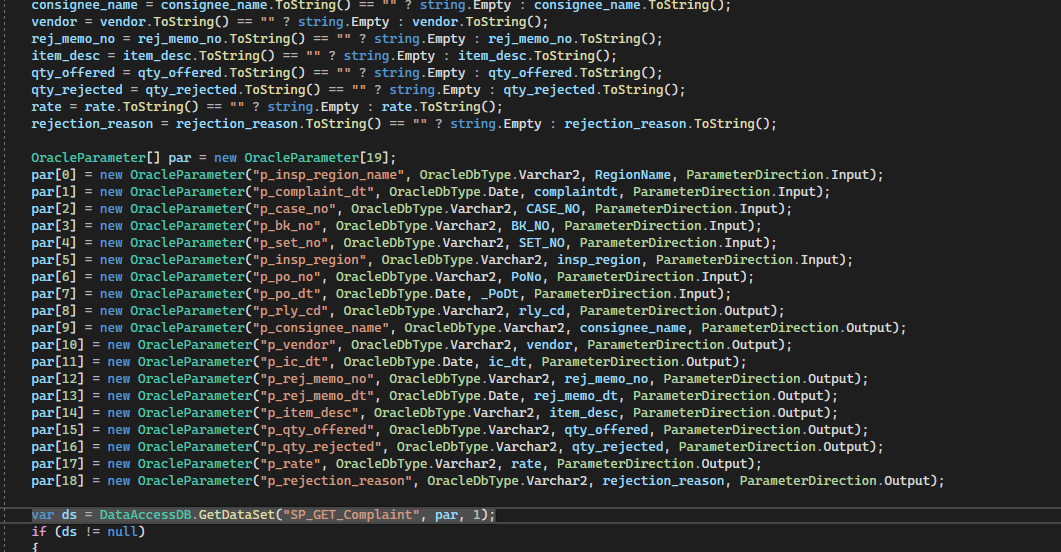 consignee_name = consignee_name.ToString() == "" ? string.Empty : consignee_name.ToString();
vendor = vendor.ToString() == "" ? string.Empty : vendor.ToString();
rej_memo_no = rej_memo_no.ToString() == "" ? string.Empty : rej_memo_no.ToString();
item_desc = item_desc.ToString() == "" ? string.Empty : item_desc.ToString();
qty_offered = qty_offered.ToString() == "" ? string.Empty : qty_offered.ToString();
qty_rejected = qty_rejected.ToString() == "" ? string.Empty : qty_rejected.ToString();
rate = rate.ToString() == "" ? string.Empty : rate.ToString();
rejection_reason = rejection_reason.ToString() == "" ? string.Empty : rejection_reason.ToString();
OracleParameter[] par = new OracleParameter[19];
par[0] = new OracleParameter("p_insp_region_name", OracleDbType.Varchar2, RegionName, ParameterDirection.Input);
par[1] = new OracleParameter("p_complaint_dt", OracleDbType.Date, complaintdt, ParameterDirection.Input);
par[2] = new OracleParameter("p_case_no", OracleDbType.Varchar2, CASE_NO, ParameterDirection.Input);
par[3] = new OracleParameter("p_bk_no", OracleDbType.Varchar2, BK_NO, ParameterDirection.Input);
par[4] = new OracleParameter("p_set_no", OracleDbType.Varchar2, SET_NO, ParameterDirection.Input);
par[5] = new OracleParameter("p_insp_region", OracleDbType.Varchar2, insp_region, ParameterDirection.Input);
par[6] = new OracleParameter("p_po_no", OracleDbType.Varchar2, PoNo, ParameterDirection.Input);
par[7] = new OracleParameter("p_po_dt", OracleDbType.Date, _PoDt, ParameterDirection.Input);
par[8] = new OracleParameter("p_rly_cd", OracleDbType.Varchar2, rly_cd, ParameterDirection.Output);
par[9] = new OracleParameter("p_consignee_name", OracleDbType.Varchar2, consignee_name, ParameterDirection.Output);
par[10] = new OracleParameter("p_vendor", OracleDbType.Varchar2, vendor, ParameterDirection.Output);
par[11] = new OracleParameter("p_ic_dt", OracleDbType.Date, ic_dt, ParameterDirection.Output);
par[12] = new OracleParameter("p_rej_memo_no", OracleDbType.Varchar2, rej_memo_no, ParameterDirection.Output);
par[13] = new OracleParameter("p_rej_memo_dt", OracleDbType.Date, rej_memo_dt, ParameterDirection.Output);
par[14] = new OracleParameter("p_item_desc", OracleDbType.Varchar2, item_desc, ParameterDirection.Output);
par[15] = new OracleParameter("p_qty_offered", OracleDbType.Varchar2, qty_offered, ParameterDirection.Output);
par[16] = new OracleParameter("p_qty_rejected", OracleDbType.Varchar2, qty_rejected, ParameterDirection.Output);
par[17] = new OracleParameter("p_rate", OracleDbType.Varchar2, rate, ParameterDirection.Output);
par[18] = new OracleParameter("p_rejection_reason", OracleDbType.Varchar2, rejection_reason, ParameterDirection.Output);
var ds = DataAccessDB.GetDataSet("SP_GET_Complaint", par, 1);
if (ds != null)
{